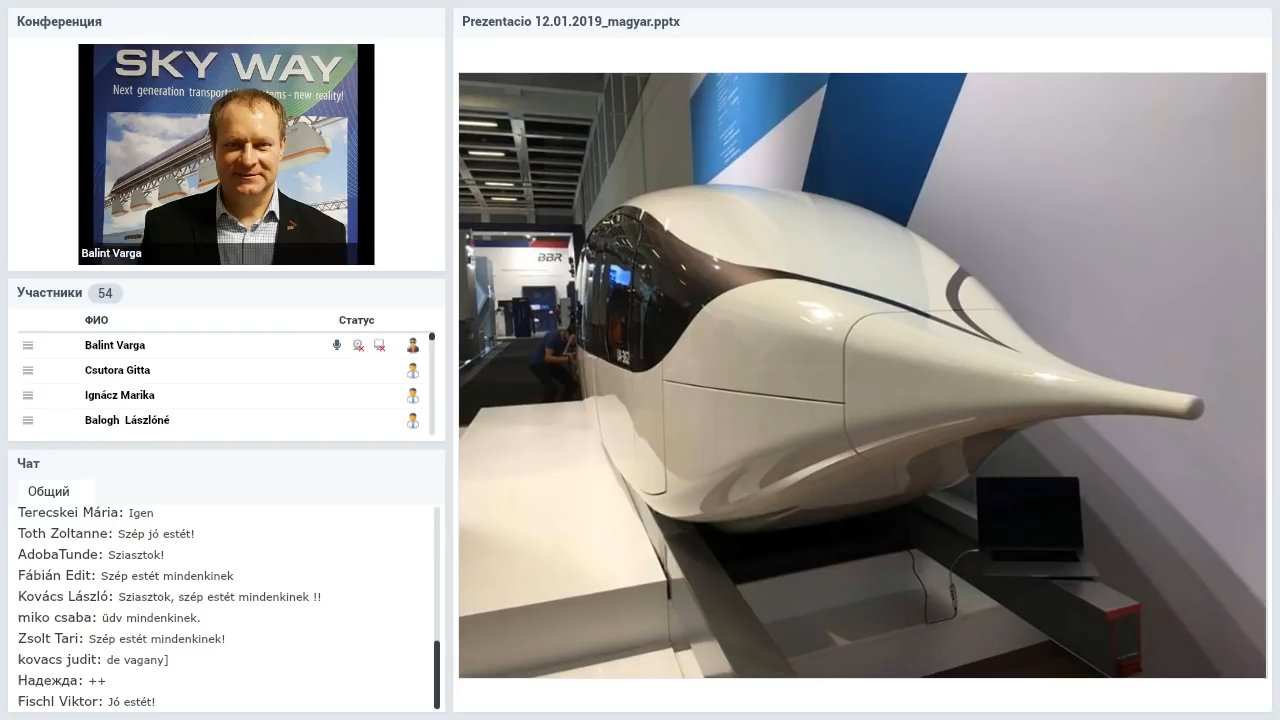 Конференция
SKY WAY
Next generation transport
tems - new reality!
Balint Varga
Участники 54
ФИО Статус
Balint Varga
Csutora Gitta
Ignácz Marika
Balogh Lászlóné
Чат
Общий
Terecskei Mária: Igen
Toth Zoltanne: Szép jó estét!
AdobaTunde: Sziasztok!
Fábián Edit: Szép estét mindenkinek
Kovács László: Sziasztok, szép estét mindenkinek !!
miko csaba: üdv mindenkinek.
Zsolt Tari: Szép estét mindenkinek!
kovacs judit: de vagany]
Надежда: ++
Fischl Viktor: Jó estét!
Prezentacio 12.01.2019_magyar.pptx
BBR